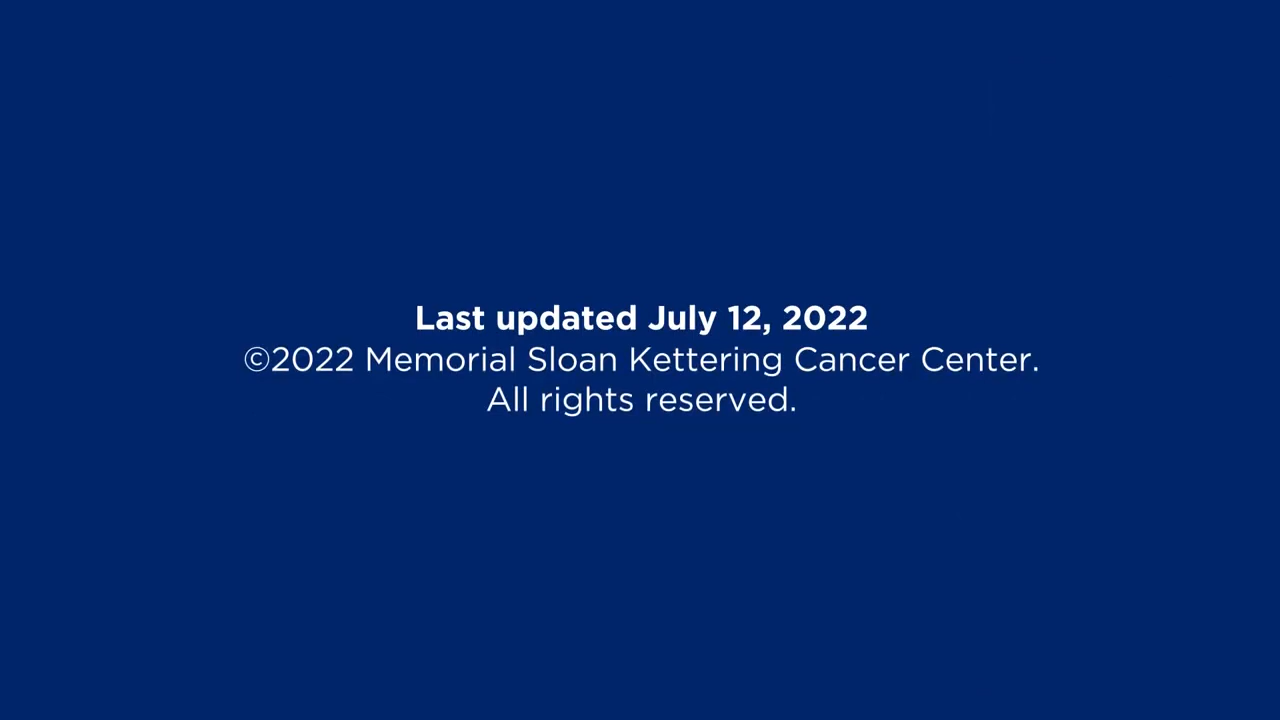 Last updated July 12, 2022
©2022 Memorial Sloan Kettering Cancer Center.
All rights reserved.